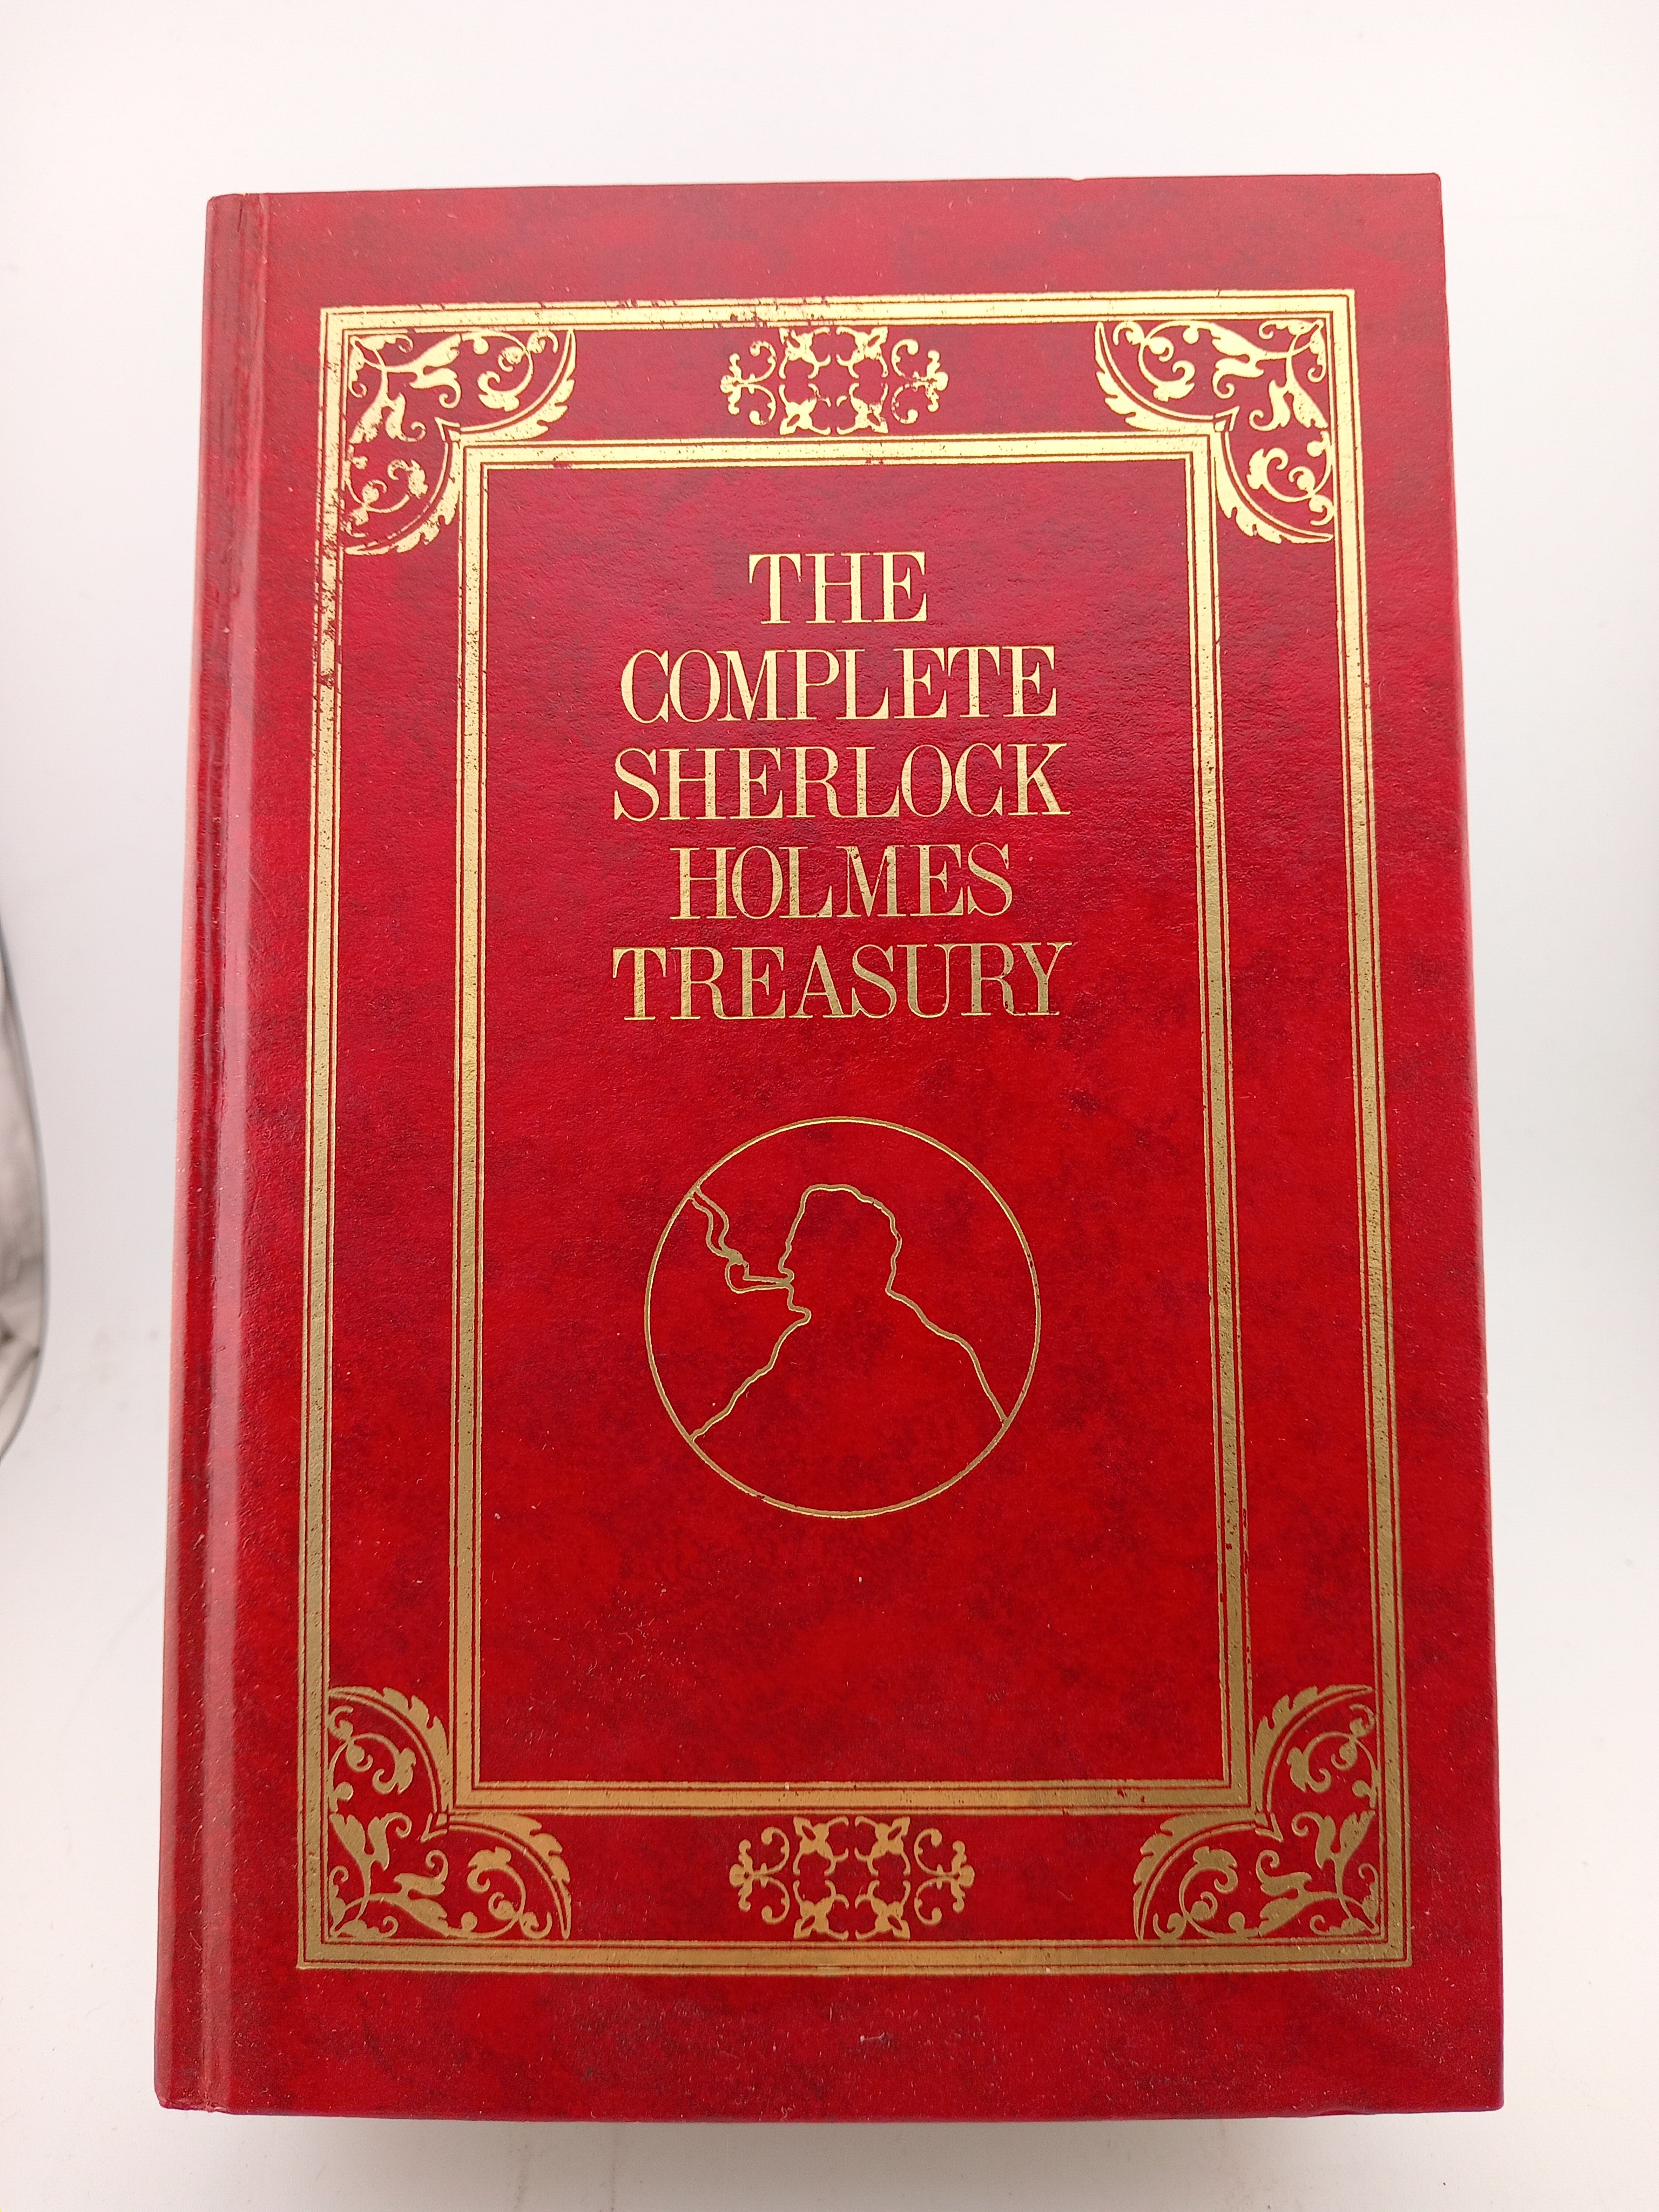 THE
COMPLETE
SHERLOCK
HOLMES
TREASURY